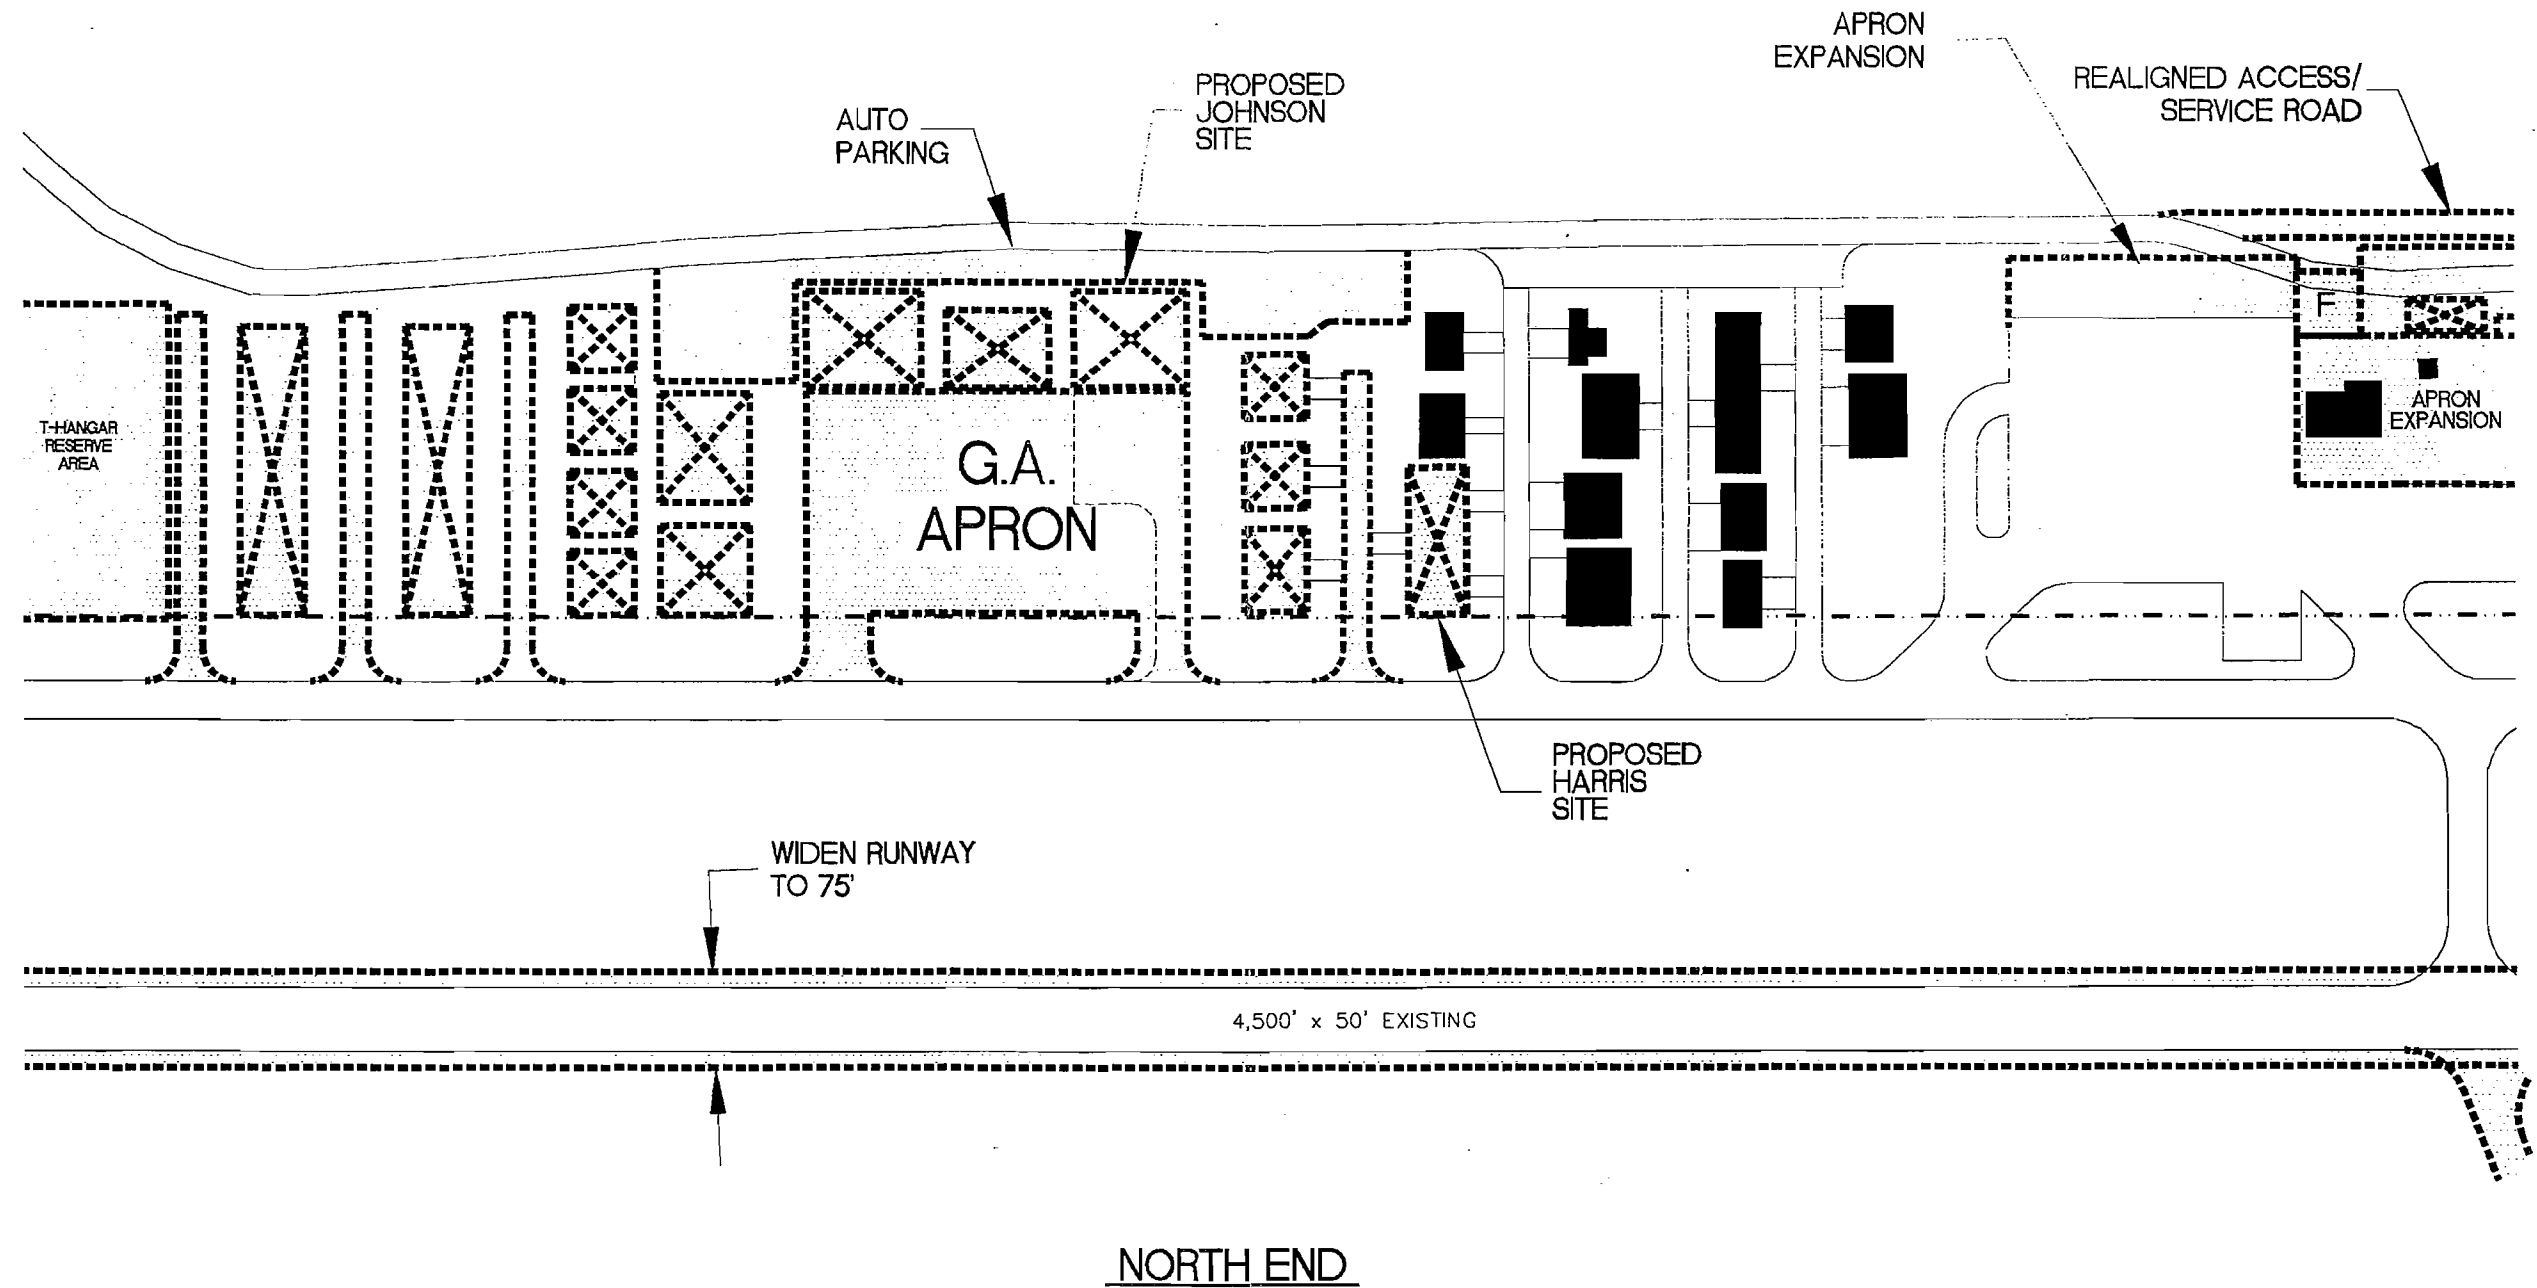 APRON
EXPANSION
REALIGNED ACCESS/
SERVICE ROAD
PROPOSED
JOHNSON
SITE
AUTO
PARKING
F
T-HANGAR
RESERVE
AREA
G.A.
APRON
APRON
EXPANSION
PROPOSED
HARRIS
SITE
WIDEN RUNWAY
TO 75'
4,500' x 50' EXISTING
NORTH END